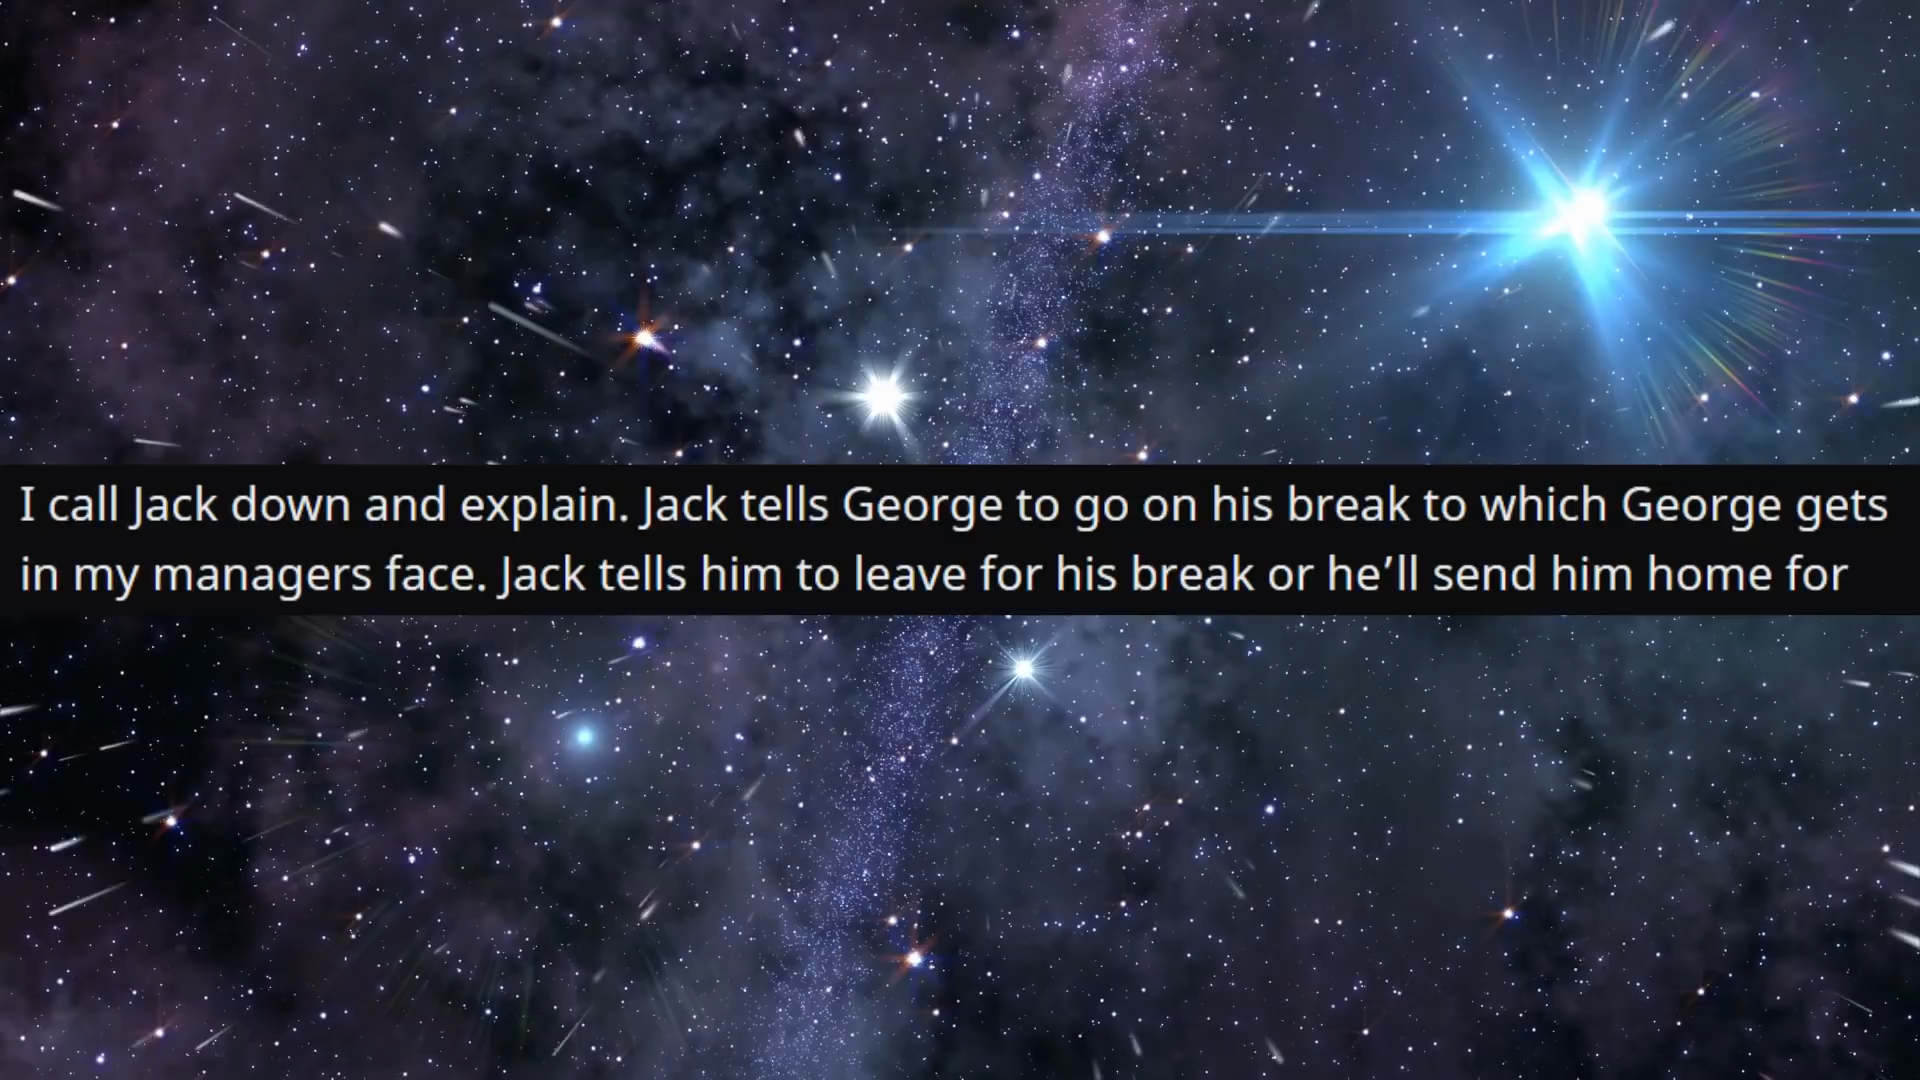 I call Jack down and explain. Jack tells George to go on his break to which George gets
in my managers face. Jack tells him to leave for his break or he’ll send him home for